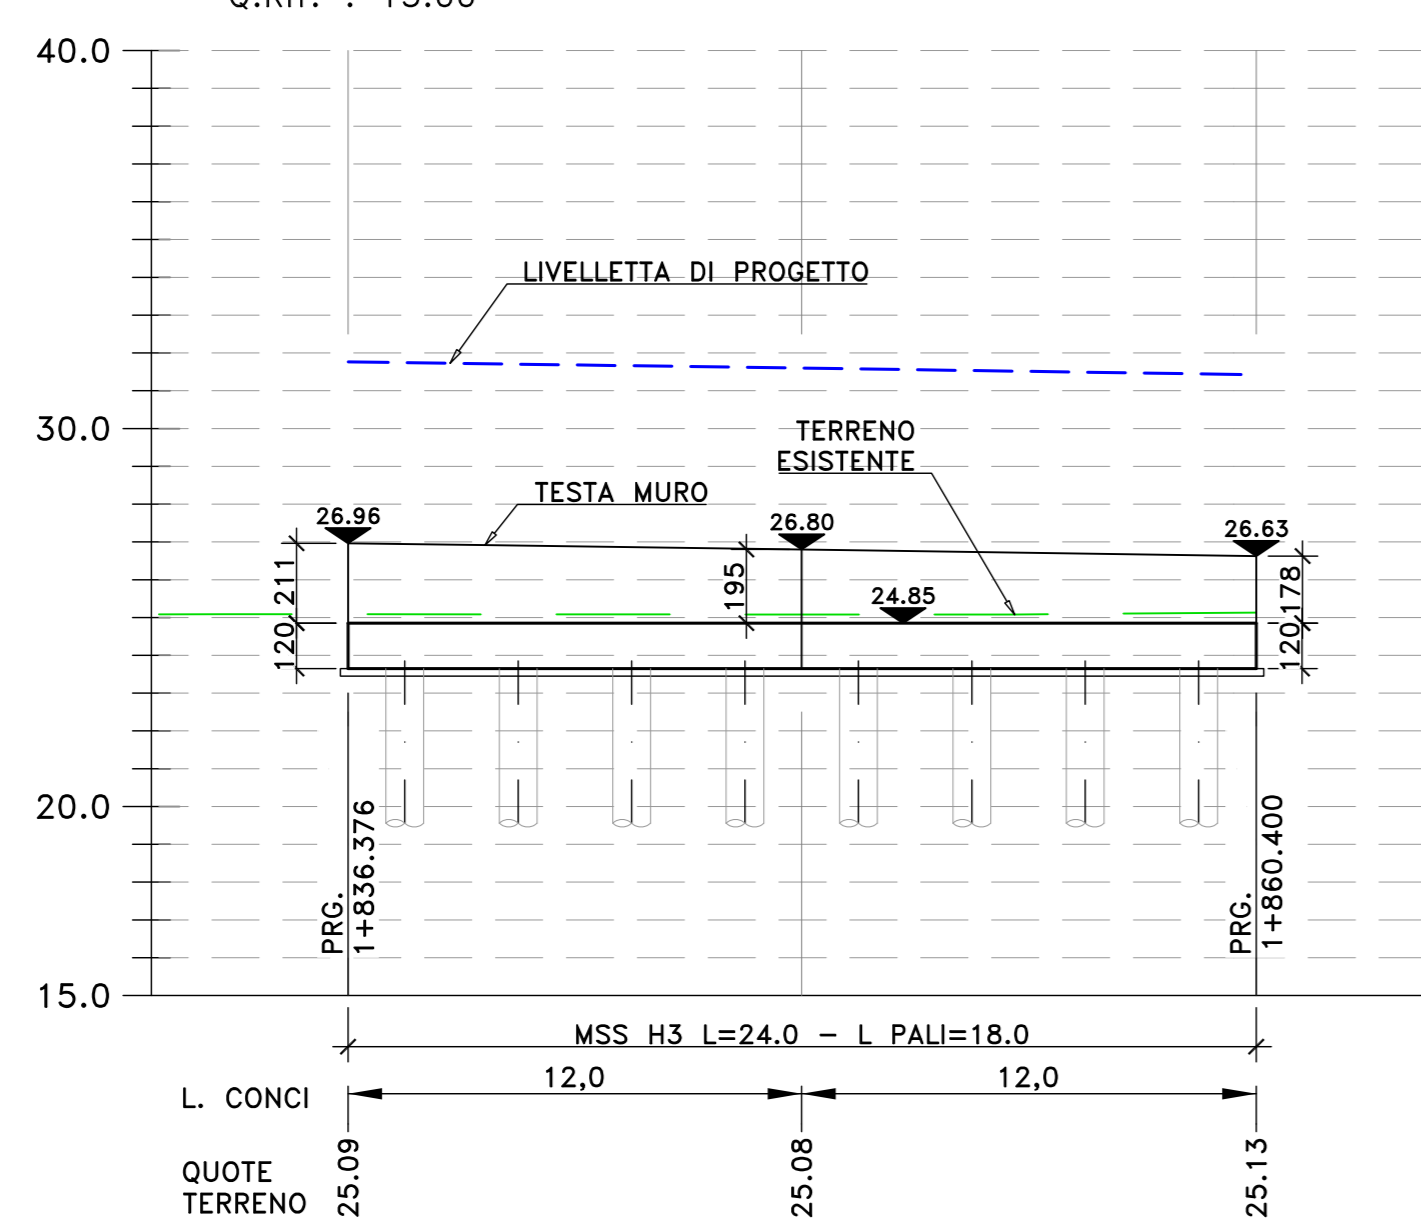 40.0
LIVELLETTA DI PROGETTO
30.0
TERRENO
ESISTENTE
TESTA MURO
26.96
26.80
26.63
211
195
178
24.85
120
120
20.0
PRG.
1+836.376
PRG.
1+860.400
15.0
MSS H3 L=24.0 – L PALI=18.0
12,0
12,0
L. CONCI
QUOTE
TERRENO
25.09
25.08
25.13